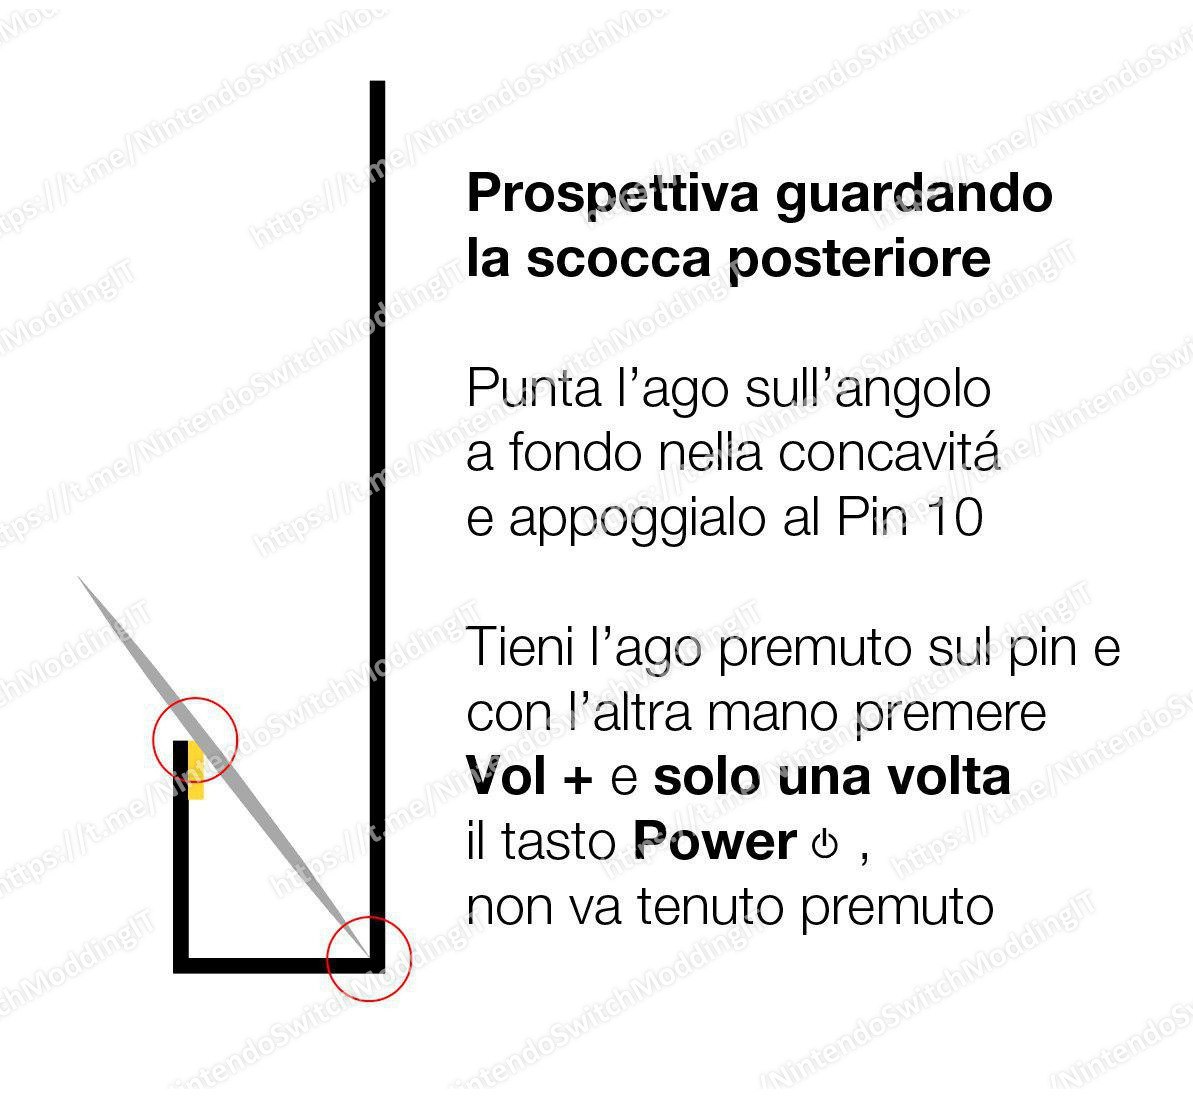 Prospettiva guardando
la scocca posteriore
Punta l’ago sull’angolo
a fondo nella concavitá
e appoggialo al Pin 10
Tieni l’ago premuto sul pin e
con l’altra mano premere
Vol + e solo una volta
il tasto Power ⏻ ,
non va tenuto premuto
https://t.me/NintendoSwitchModdingIT